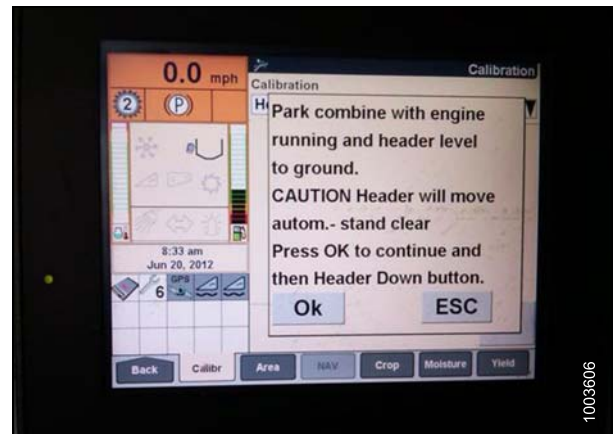 0.0 mph
Calibration
Calibration
2
P
Park combine with engine
running and header level
to ground.
CAUTION Header will move
autom.- stand clear
Press OK to continue and
then Header Down button.
Ok
ESC
8:33 am
Jun 20, 2012
6
GPS
Back
Calibr
Area
NAV
Crop
Moisture
Yield
1003606